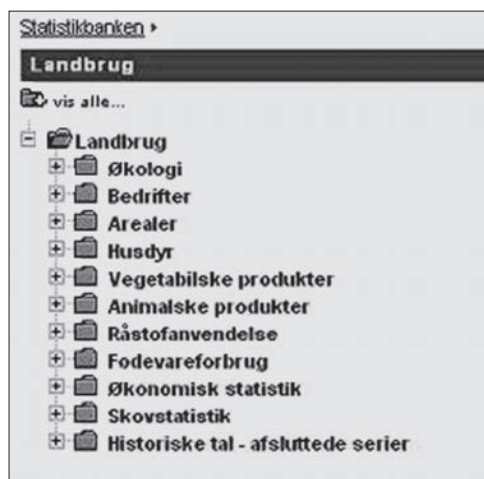 Statistikbanken
Landbrug
vis alle...
Landbrug
Økologi
Bedrifter
Arealer
Husdyr
Vegetabilske produkter
Animalske produkter
Råstofanvendelse
Fodevareforbrug
Økonomisk statistik
Skovstatistik
Historiske tal - afsluttede serier